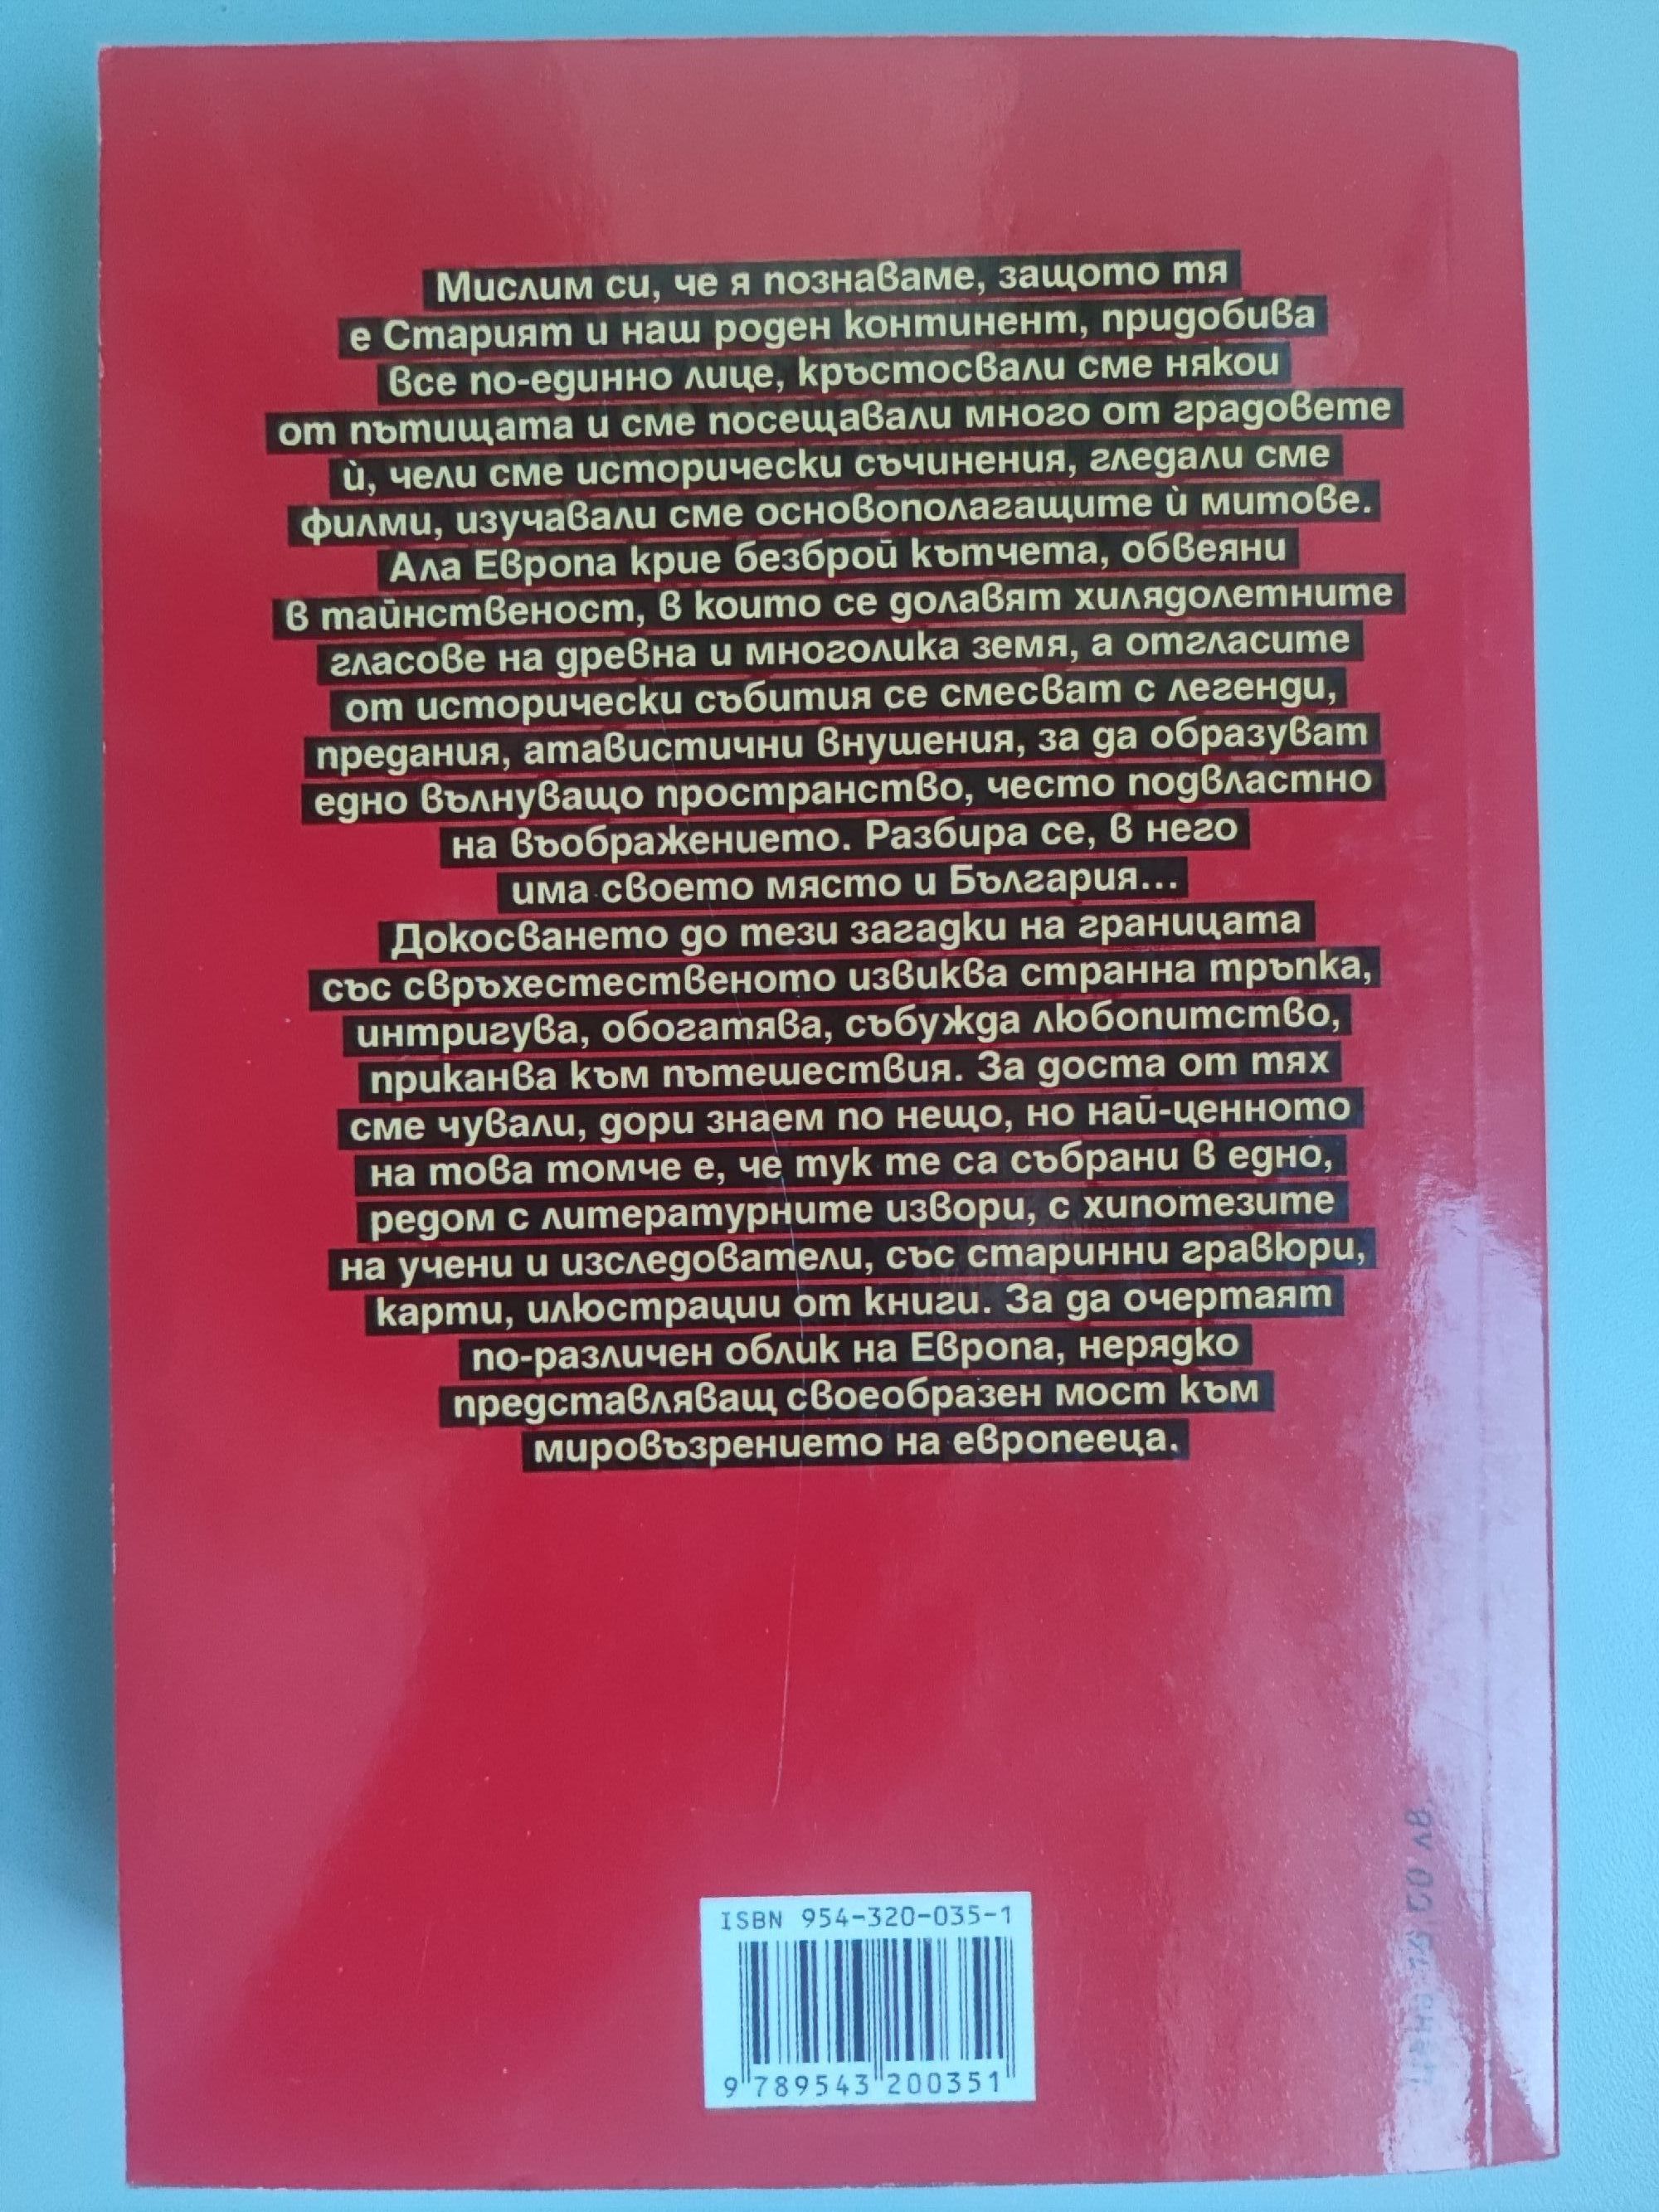 Мислим си, че я познаваме, защото тя
е Старият и наш роден континент, придобива
все по-единно лице, кръстосвали сме някои
от пътищата и сме посещавали много от градовете
ѝ, чели сме исторически съчинения, гледали сме
филми, изучавали сме основополагащите ѝ митове.
Ала Европа крие безброй кътчета, обвеяни
в тайнственост, в които се долавят хилядолетните
гласове на древна и многолика земя, а отгласите
от исторически събития се смесват с легенди,
предания, атавистични внушения, за да образуват
едно вълнуващо пространство, често подвластно
на въображението. Разбира се, в него
има своето място и България...
Докосването до тези загадки на границата
със свръхестественото извиква странна тръпка,
интригува, обогатява, събужда любопитство,
приканва към пътешествия. За доста от тях
сме чували, дори знаем по нещо, но най-ценното
на това томче е, че тук те са събрани в едно,
редом с литературните извори, с хипотезите
на учени и изследователи, със старинни гравюри,
карти, илюстрации от книги. За да очертаят
по-различен облик на Европа, нерядко
представляващ своеобразен мост към
мировъзрението на европееца.
ISBN 954-320-035-1
9 789543 200351
Цена 12,00 лв.